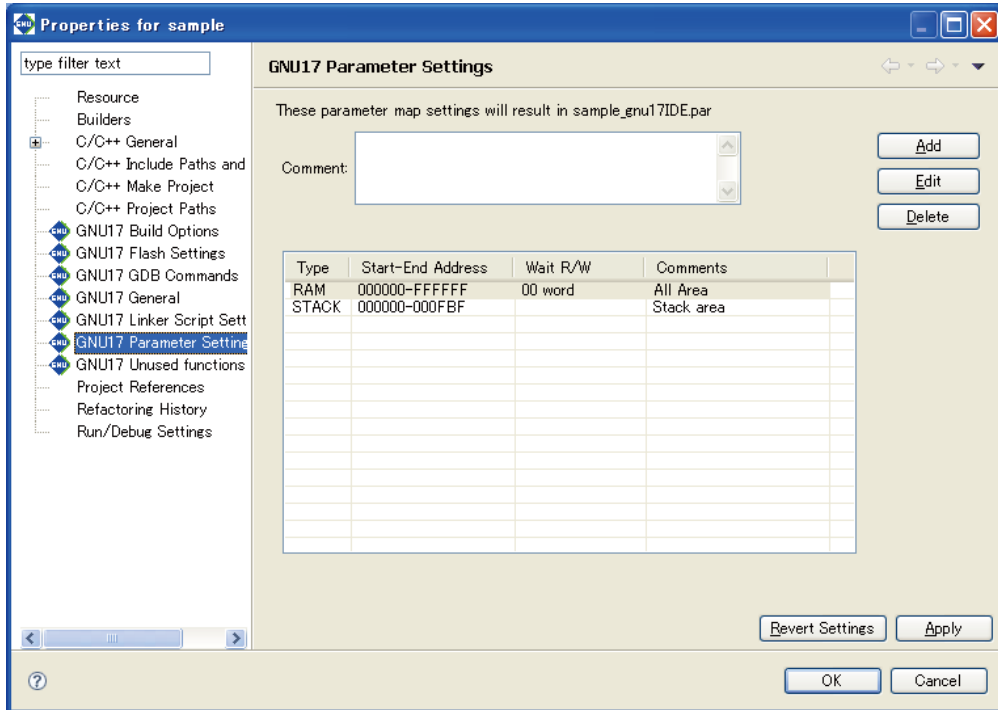 Properties for sample
type filter text
Resource
Builders
C/C++ General
C/C++ Include Paths and
C/C++ Make Project
C/C++ Project Paths
GNU17 Build Options
GNU17 Flash Settings
GNU17 GDB Commands
GNU17 General
GNU17 Linker Script Sett
GNU17 Parameter Setting
GNU17 Unused functions
Project References
Refactoring History
Run/Debug Settings
GNU17 Parameter Settings
These parameter map settings will result in sample_gnu17IDE.par
Comment:
Add
Edit
Delete
Type Start-End Address Wait R/W Comments
RAM 000000-FFFFFF 00 word All Area
STACK 000000-000FBF Stack area
Revert Settings Apply
OK Cancel